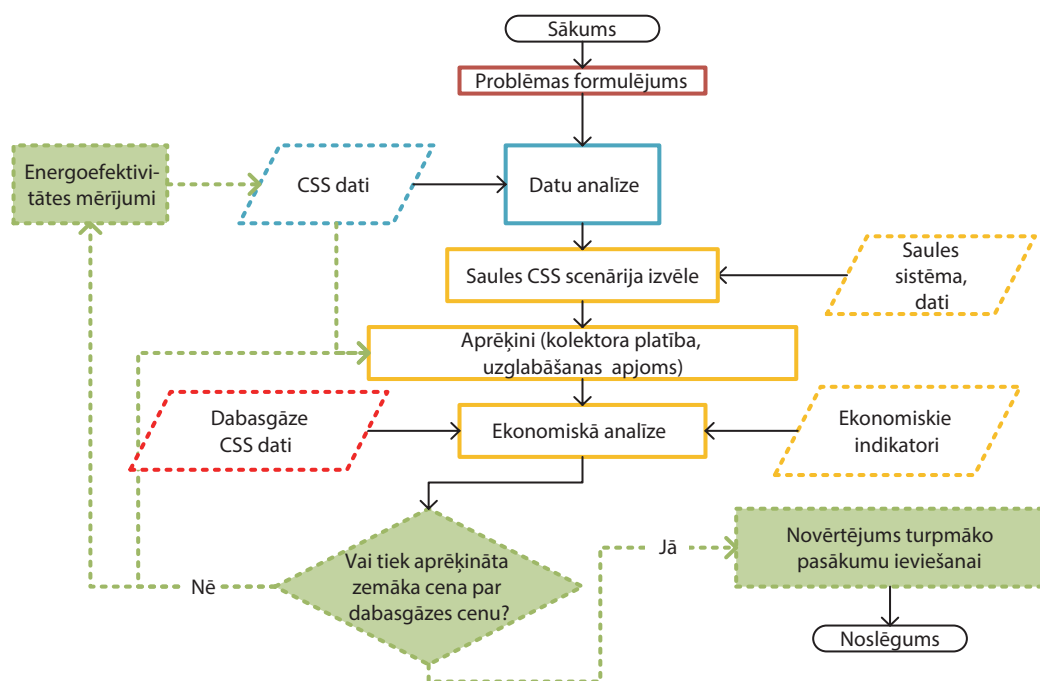 Sākums
Problēmas formulējums
Energoefektivi-
tātes mērījumi
CSS dati
Datu analīze
Saules CSS scenārija izvēle
Saules
sistēma,
dati
Aprēķini (kolektora platība,
uzglabāšanas apjoms)
Dabasgāze
CSS dati
Ekonomiskā analīze
Ekonomiskie
indikatori
Vai tiek aprēķināta
zemāka cena par
dabasgāzes cenu?
Nē
Jā
Novērtējums turpmāko
pasākumu ieviešanai
Noslēgums